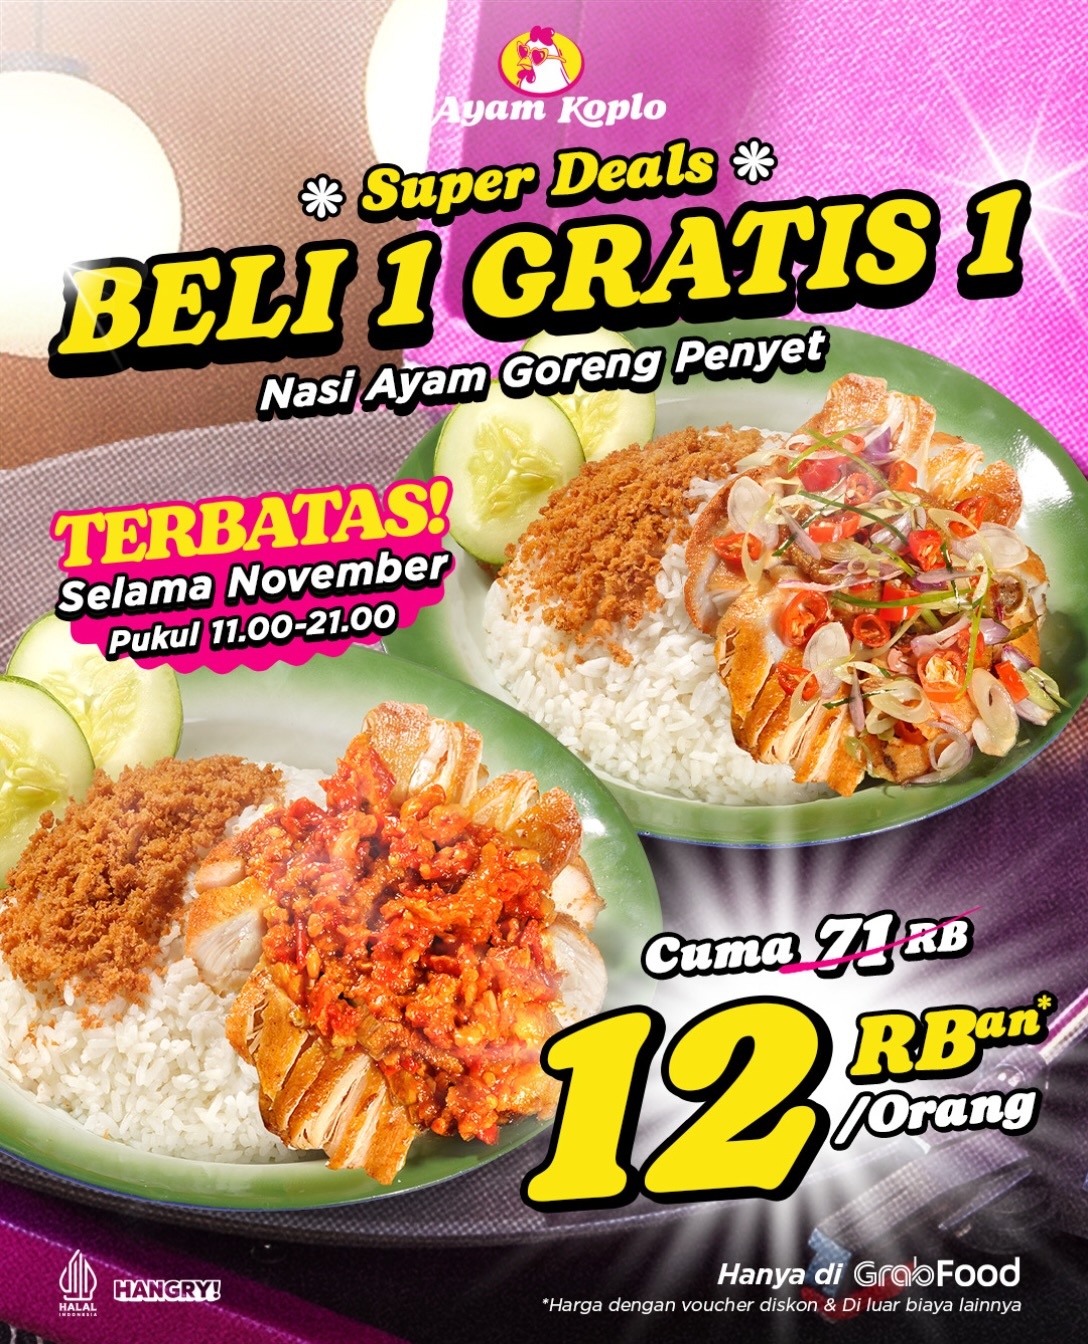 Ayam Koplo
Super Deals
BELI 1 GRATIS 1
Nasi Ayam Goreng Penyet
TERBATAS!
Selama November
Pukul 11.00-21.00
Cuma 71 RB
12 RBan*
/Orang
Hanya di GrabFood
*Harga dengan voucher diskon & Di luar biaya lainnya
HALAL
INDONESIA
HANGRY!